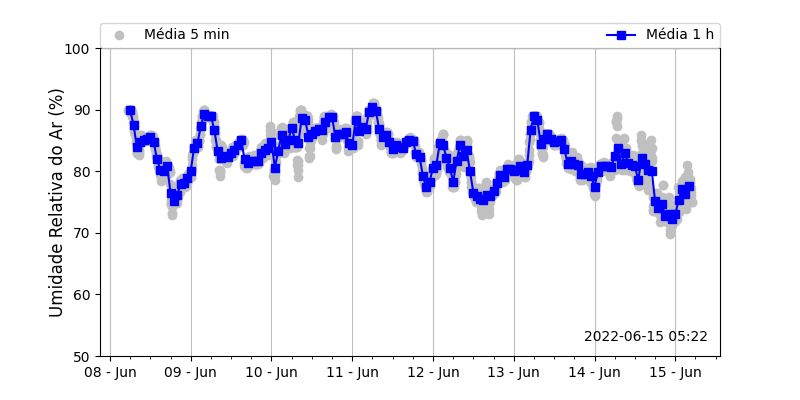 Média 5 min
Média 1 h
Umidade Relativa do Ar (%)
100
90
80
70
60
50
2022-06-15 05:22
08 - Jun
09 - Jun
10 - Jun
11 - Jun
12 - Jun
13 - Jun
14 - Jun
15 - Jun